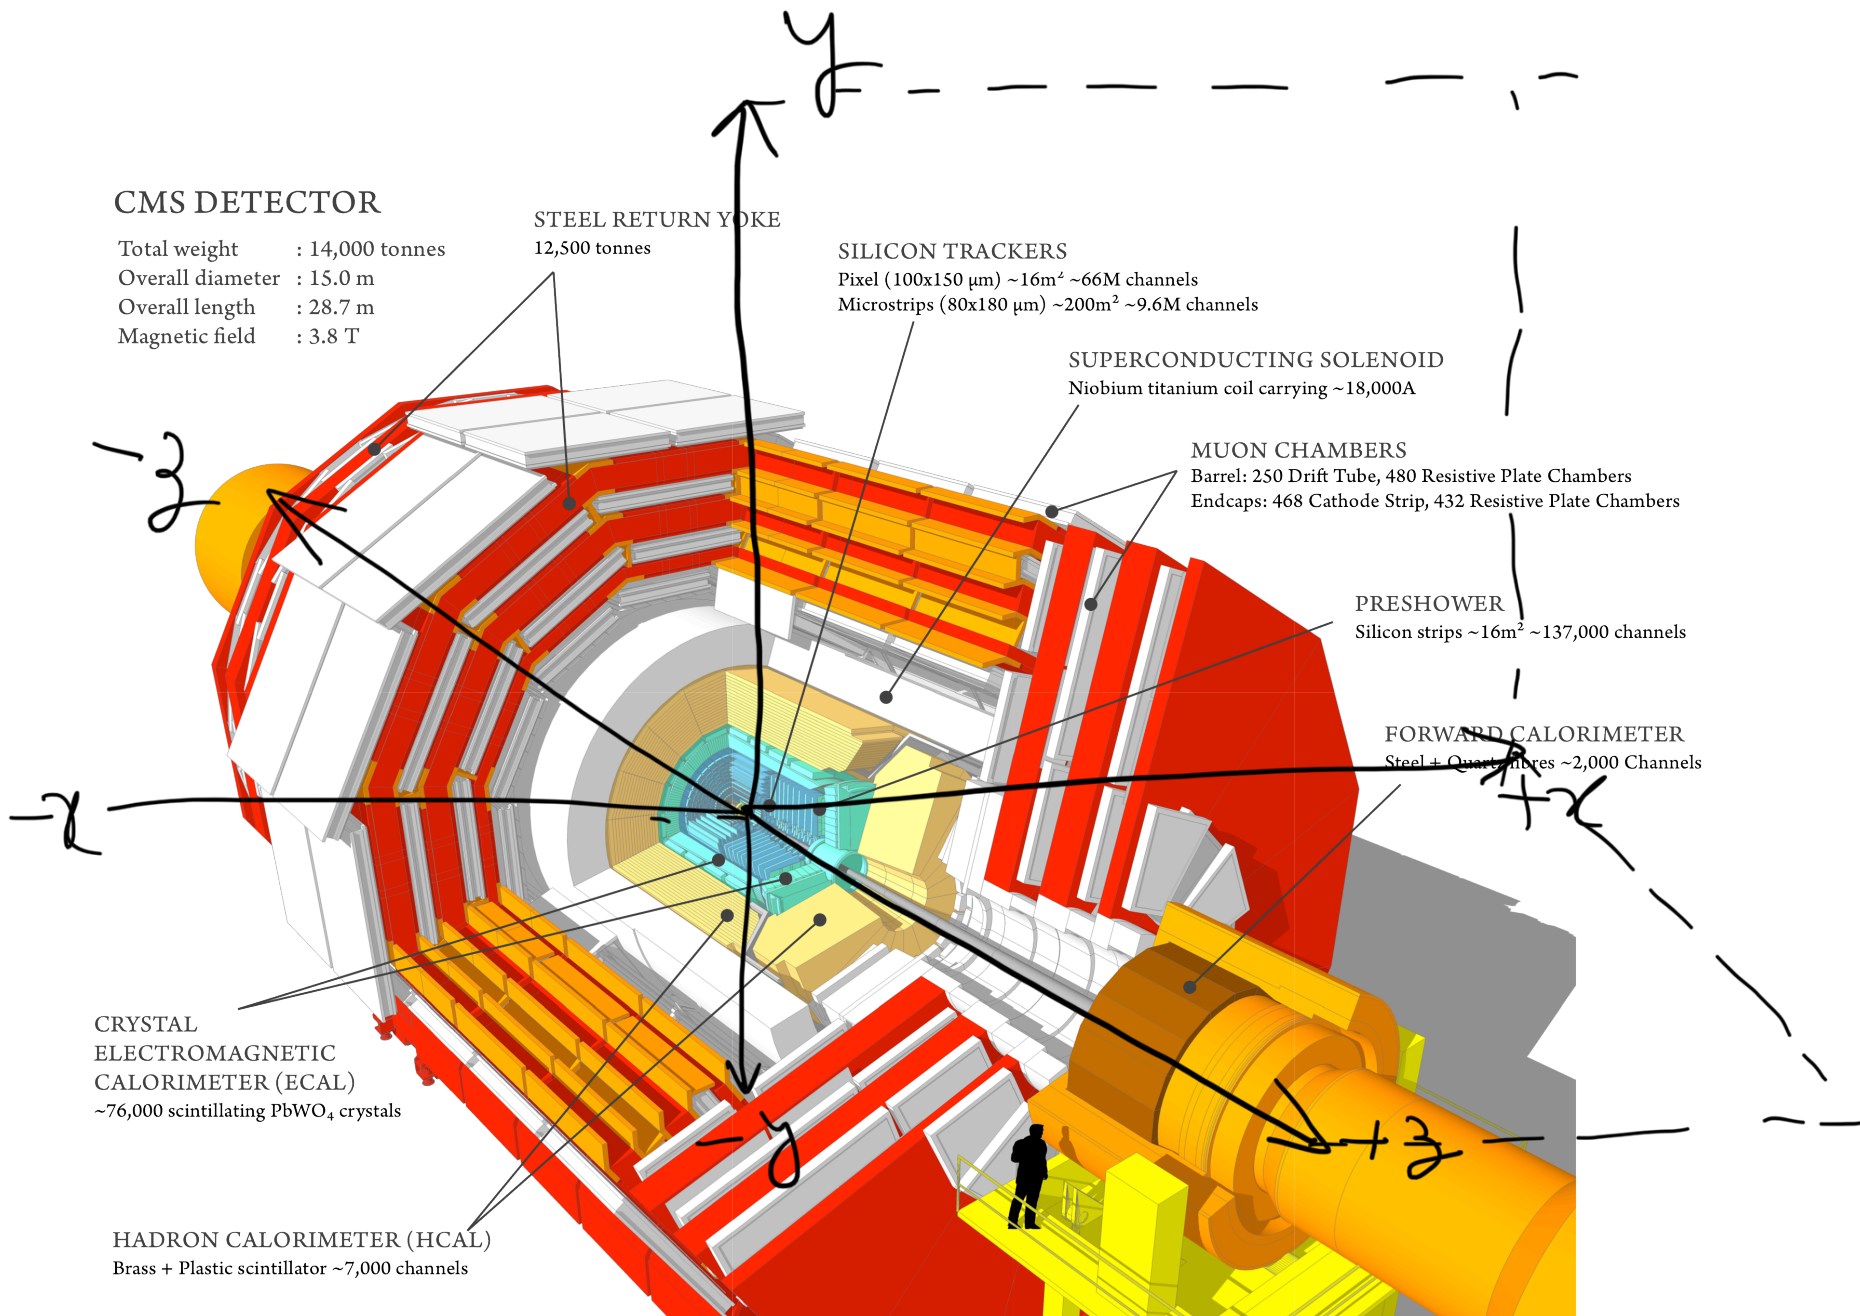 y
CMS DETECTOR
Total weight : 14,000 tonnes
Overall diameter : 15.0 m
Overall length : 28.7 m
Magnetic field : 3.8 T
STEEL RETURN YOKE
12,500 tonnes
SILICON TRACKERS
Pixel (100x150 μm) ~16m² ~66M channels
Microstrips (80x180 μm) ~200m² ~9.6M channels
SUPERCONDUCTING SOLENOID
Niobium titanium coil carrying ~18,000A
MUON CHAMBERS
Barrel: 250 Drift Tube, 480 Resistive Plate Chambers
Endcaps: 468 Cathode Strip, 432 Resistive Plate Chambers
-z
PRESHOWER
Silicon strips ~16m² ~137,000 channels
FORWARD CALORIMETER
Steel + Quartz fibres ~2,000 Channels
-x
+x
CRYSTAL
ELECTROMAGNETIC
CALORIMETER (ECAL)
~76,000 scintillating PbWO₄ crystals
-y
+z
HADRON CALORIMETER (HCAL)
Brass + Plastic scintillator ~7,000 channels